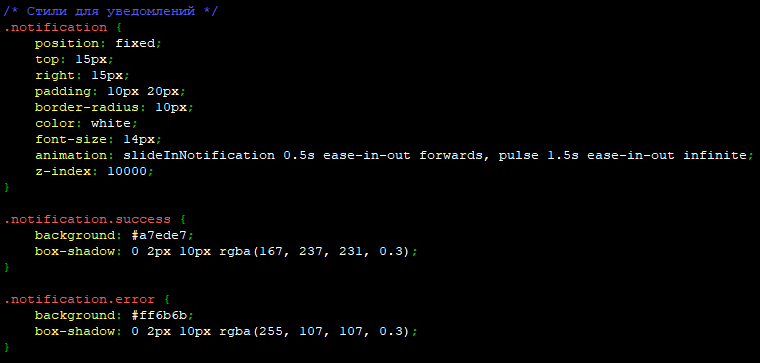 /* Стили для уведомлений */
.notification {
    position: fixed;
    top: 15px;
    right: 15px;
    padding: 10px 20px;
    border-radius: 10px;
    color: white;
    font-size: 14px;
    animation: slideInNotification 0.5s ease-in-out forwards, pulse 1.5s ease-in-out infinite;
    z-index: 10000;
}

.notification.success {
    background: #a7ede7;
    box-shadow: 0 2px 10px rgba(167, 237, 231, 0.3);
}

.notification.error {
    background: #ff6b6b;
    box-shadow: 0 2px 10px rgba(255, 107, 107, 0.3);
}